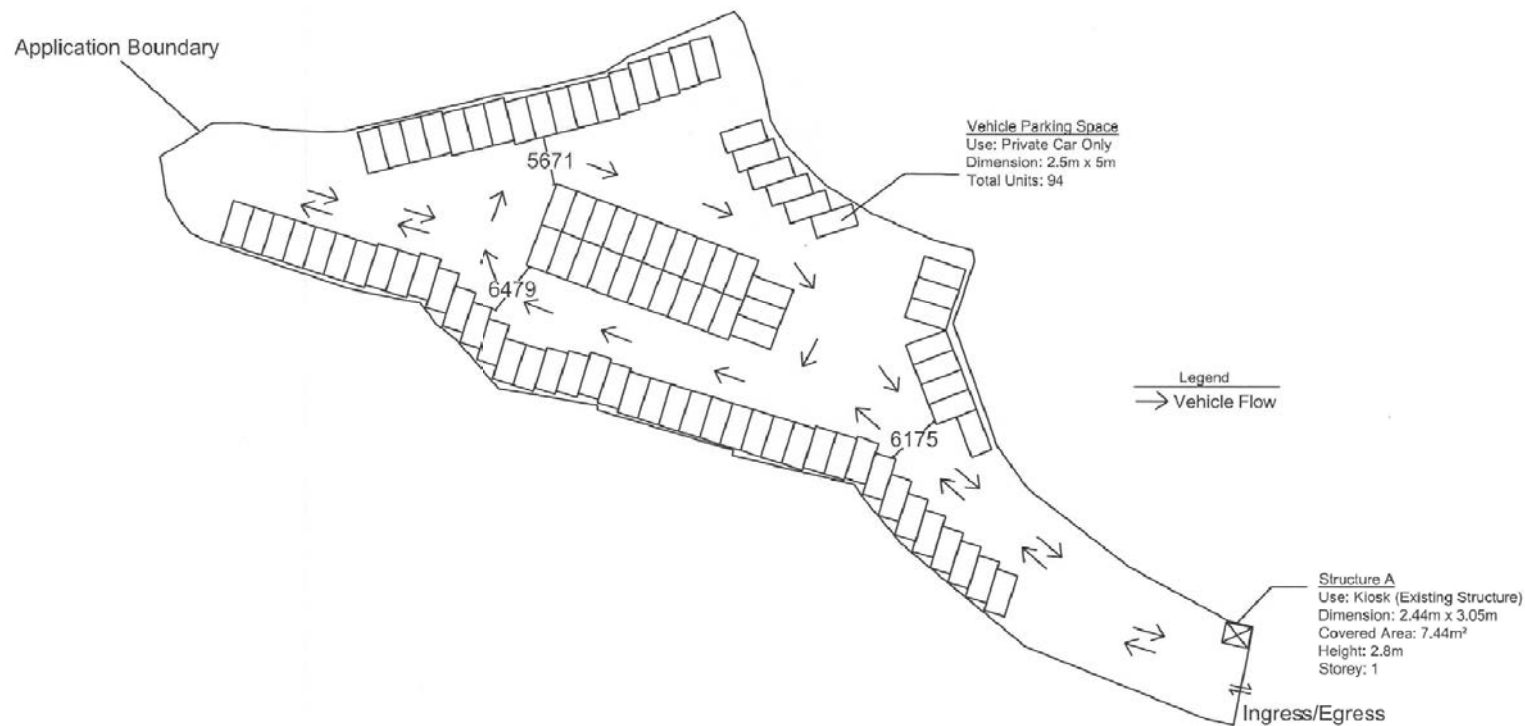 Application Boundary
Vehicle Parking Space
Use: Private Car Only
Dimension: 2.5m x 5m
Total Units: 94
5671
6479
Legend
Vehicle Flow
6175
Structure A
Use: Kiosk (Existing Structure)
Dimension: 2.44m x 3.05m
Covered Area: 7.44m²
Height: 2.8m
Storey: 1
Ingress/Egress